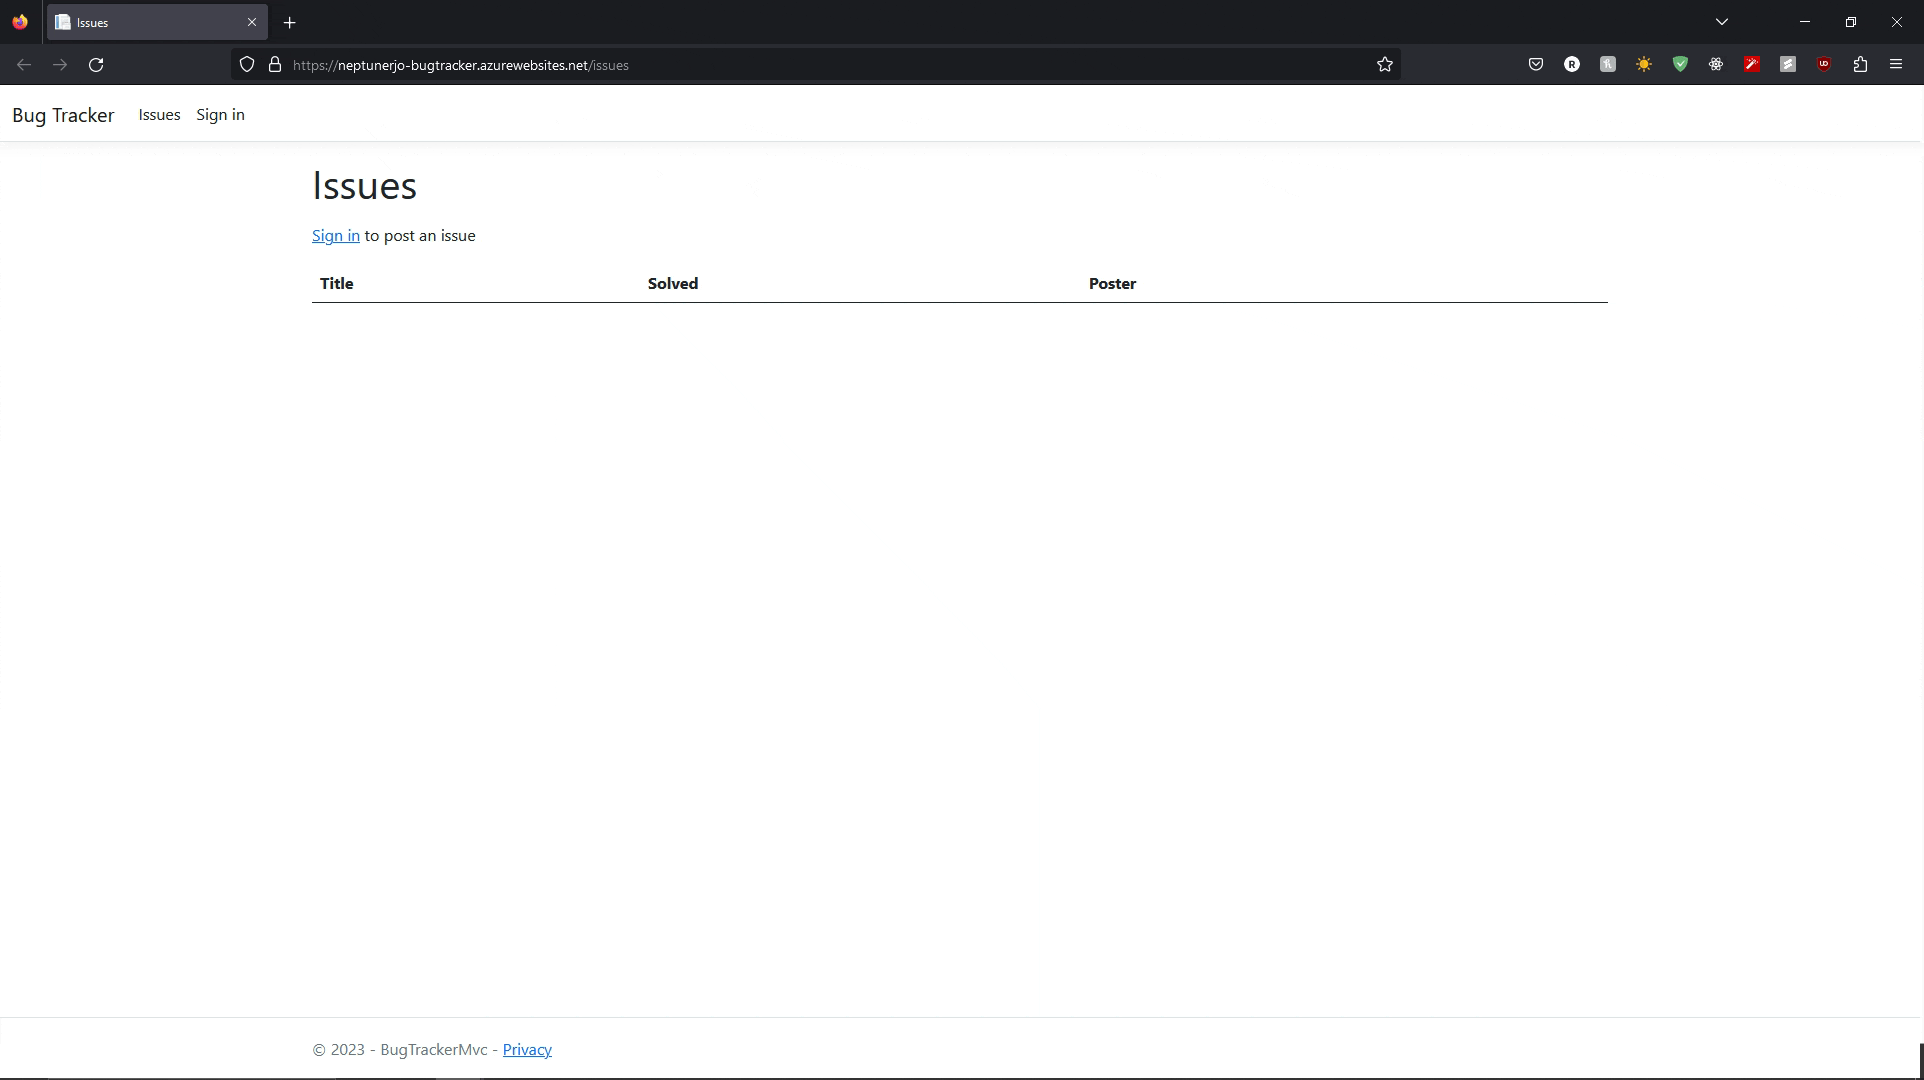 Issues
https://neptunerjo-bugtracker.azurewebsites.net/issues
R
UD
Bug Tracker Issues Sign in
Issues
Sign in to post an issue
Title Solved Poster
© 2023 - BugTrackerMvc - Privacy